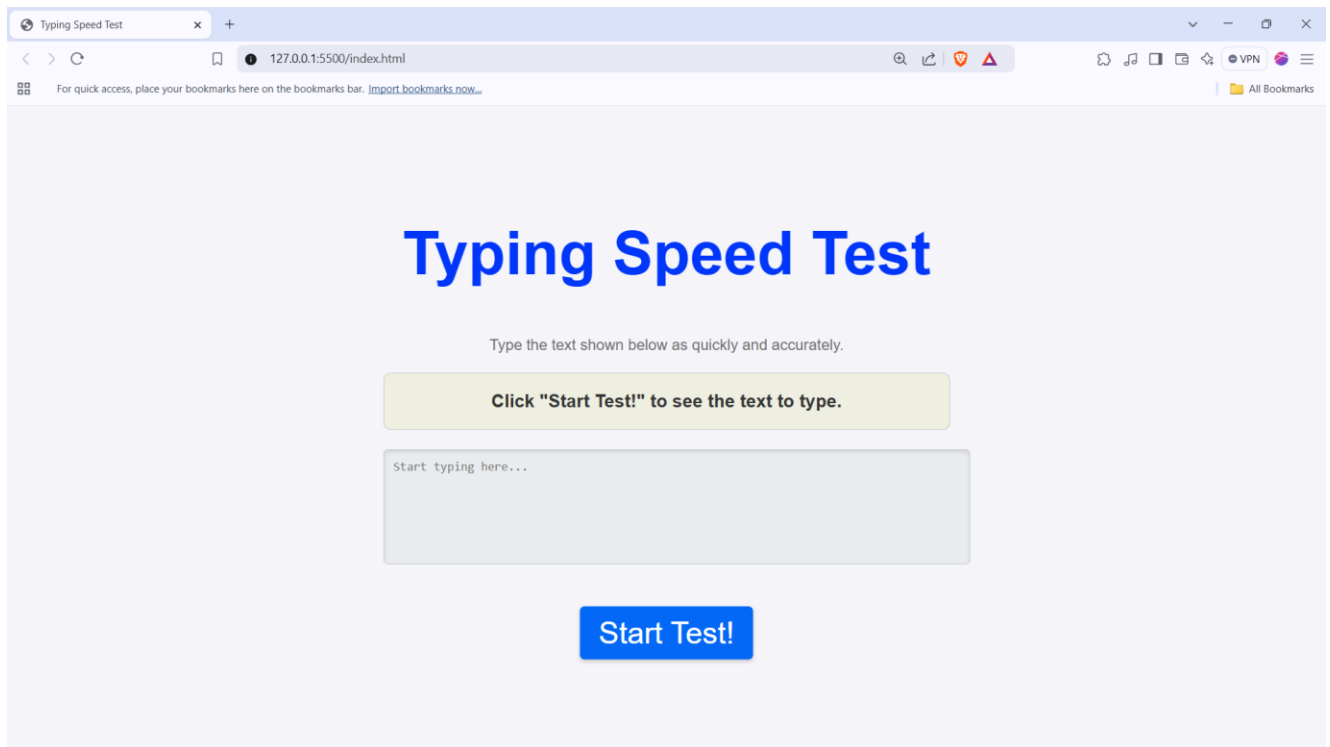 Typing Speed Test
127.0.0.1:5500/index.html
VPN
For quick access, place your bookmarks here on the bookmarks bar. Import bookmarks now...
All Bookmarks
Typing Speed Test
Type the text shown below as quickly and accurately.
Click "Start Test!" to see the text to type.
Start typing here...
Start Test!